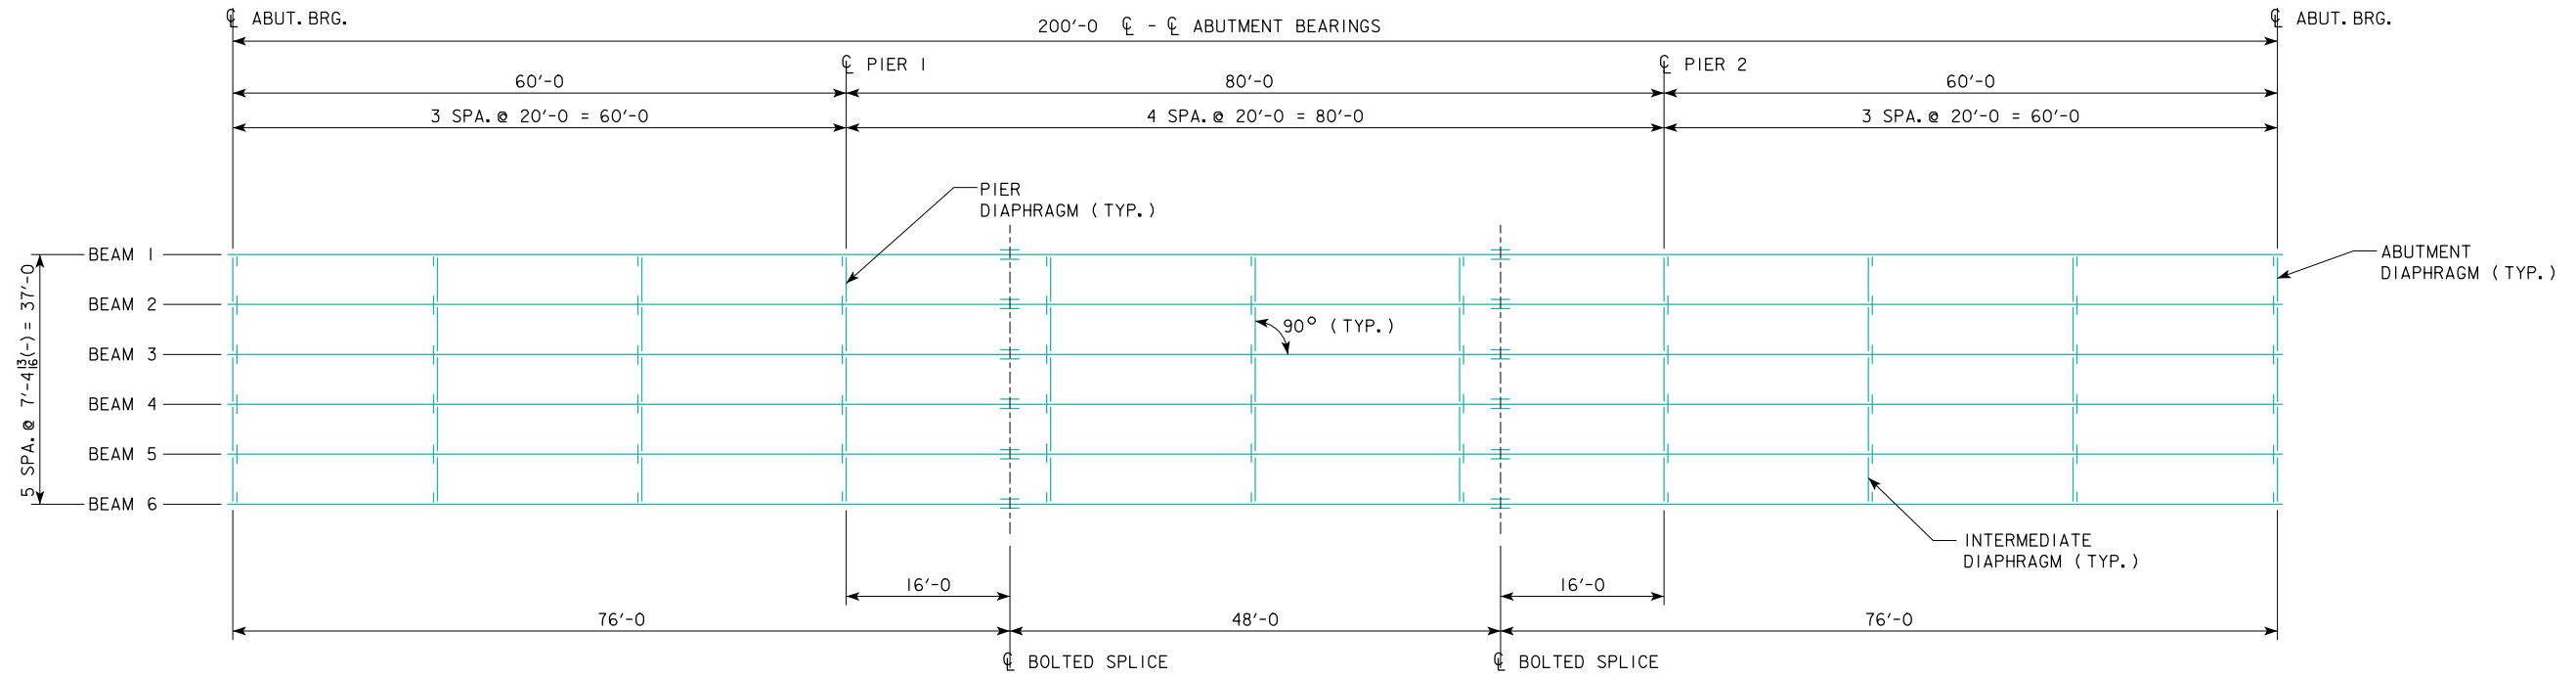 ℄ ABUT. BRG.
200'-0 ℄ - ℄ ABUTMENT BEARINGS
℄ ABUT. BRG.
℄ PIER 1
℄ PIER 2
60'-0
80'-0
60'-0
3 SPA. @ 20'-0 = 60'-0
4 SPA. @ 20'-0 = 80'-0
3 SPA. @ 20'-0 = 60'-0
PIER
DIAPHRAGM (TYP.)
BEAM 1
BEAM 2
BEAM 3
BEAM 4
BEAM 5
BEAM 6
5 SPA. @ 7'-4 13/16(-) = 37'-0
90° (TYP.)
ABUTMENT
DIAPHRAGM (TYP.)
INTERMEDIATE
DIAPHRAGM (TYP.)
16'-0
16'-0
76'-0
48'-0
76'-0
℄ BOLTED SPLICE
℄ BOLTED SPLICE